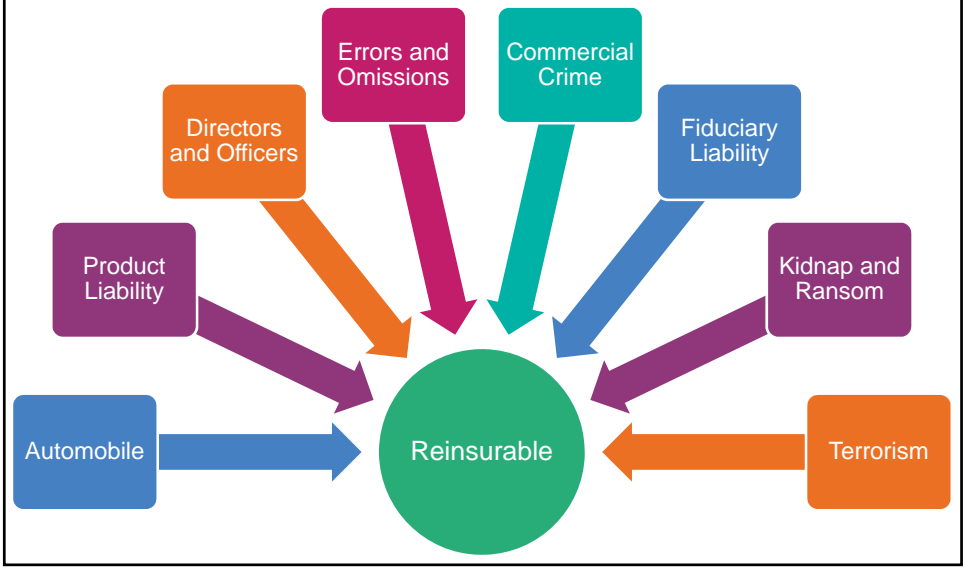 Errors and
Omissions
Commercial
Crime
Directors
and Officers
Fiduciary
Liability
Product
Liability
Kidnap and
Ransom
Automobile
Reinsurable
Terrorism